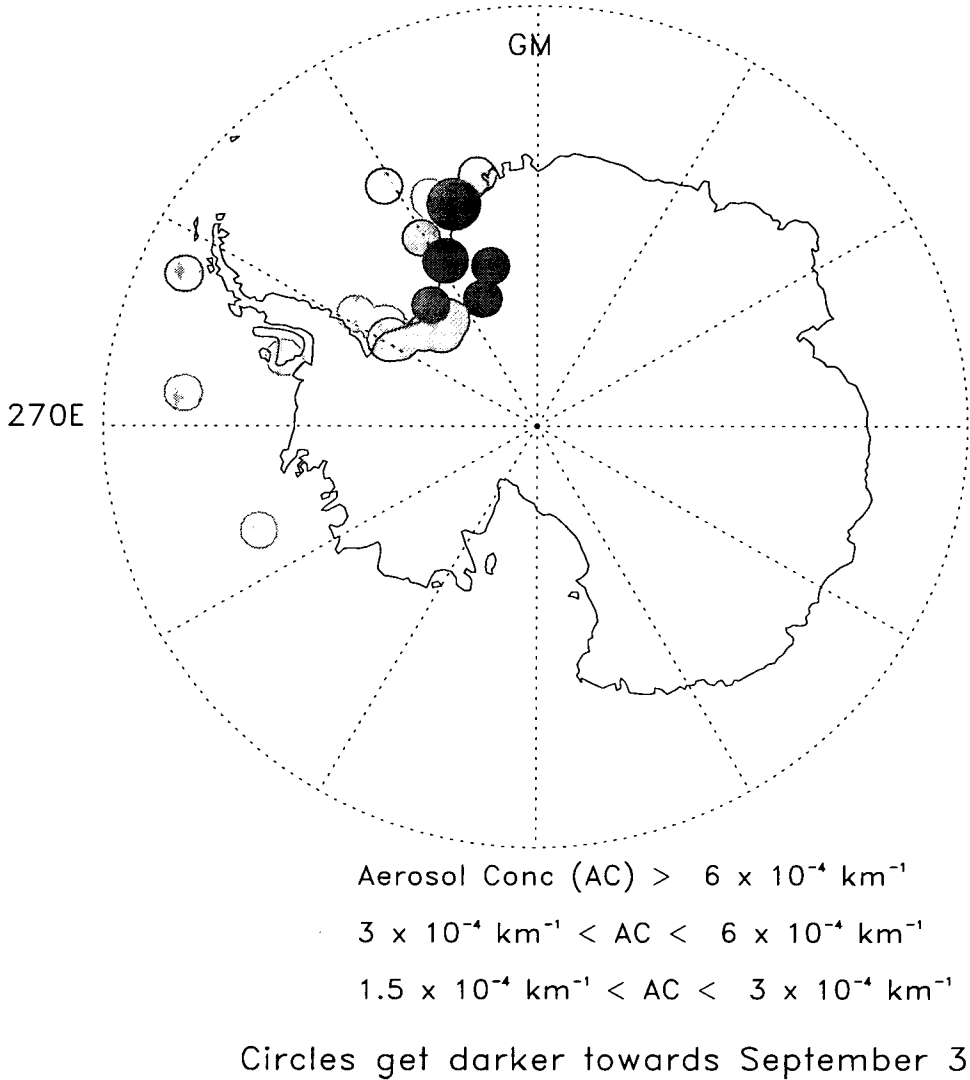 GM
270E
Aerosol Conc (AC) > 6 x 10⁻⁴ km⁻¹
3 x 10⁻⁴ km⁻¹ < AC < 6 x 10⁻⁴ km⁻¹
1.5 x 10⁻⁴ km⁻¹ < AC < 3 x 10⁻⁴ km⁻¹
Circles get darker towards September 3